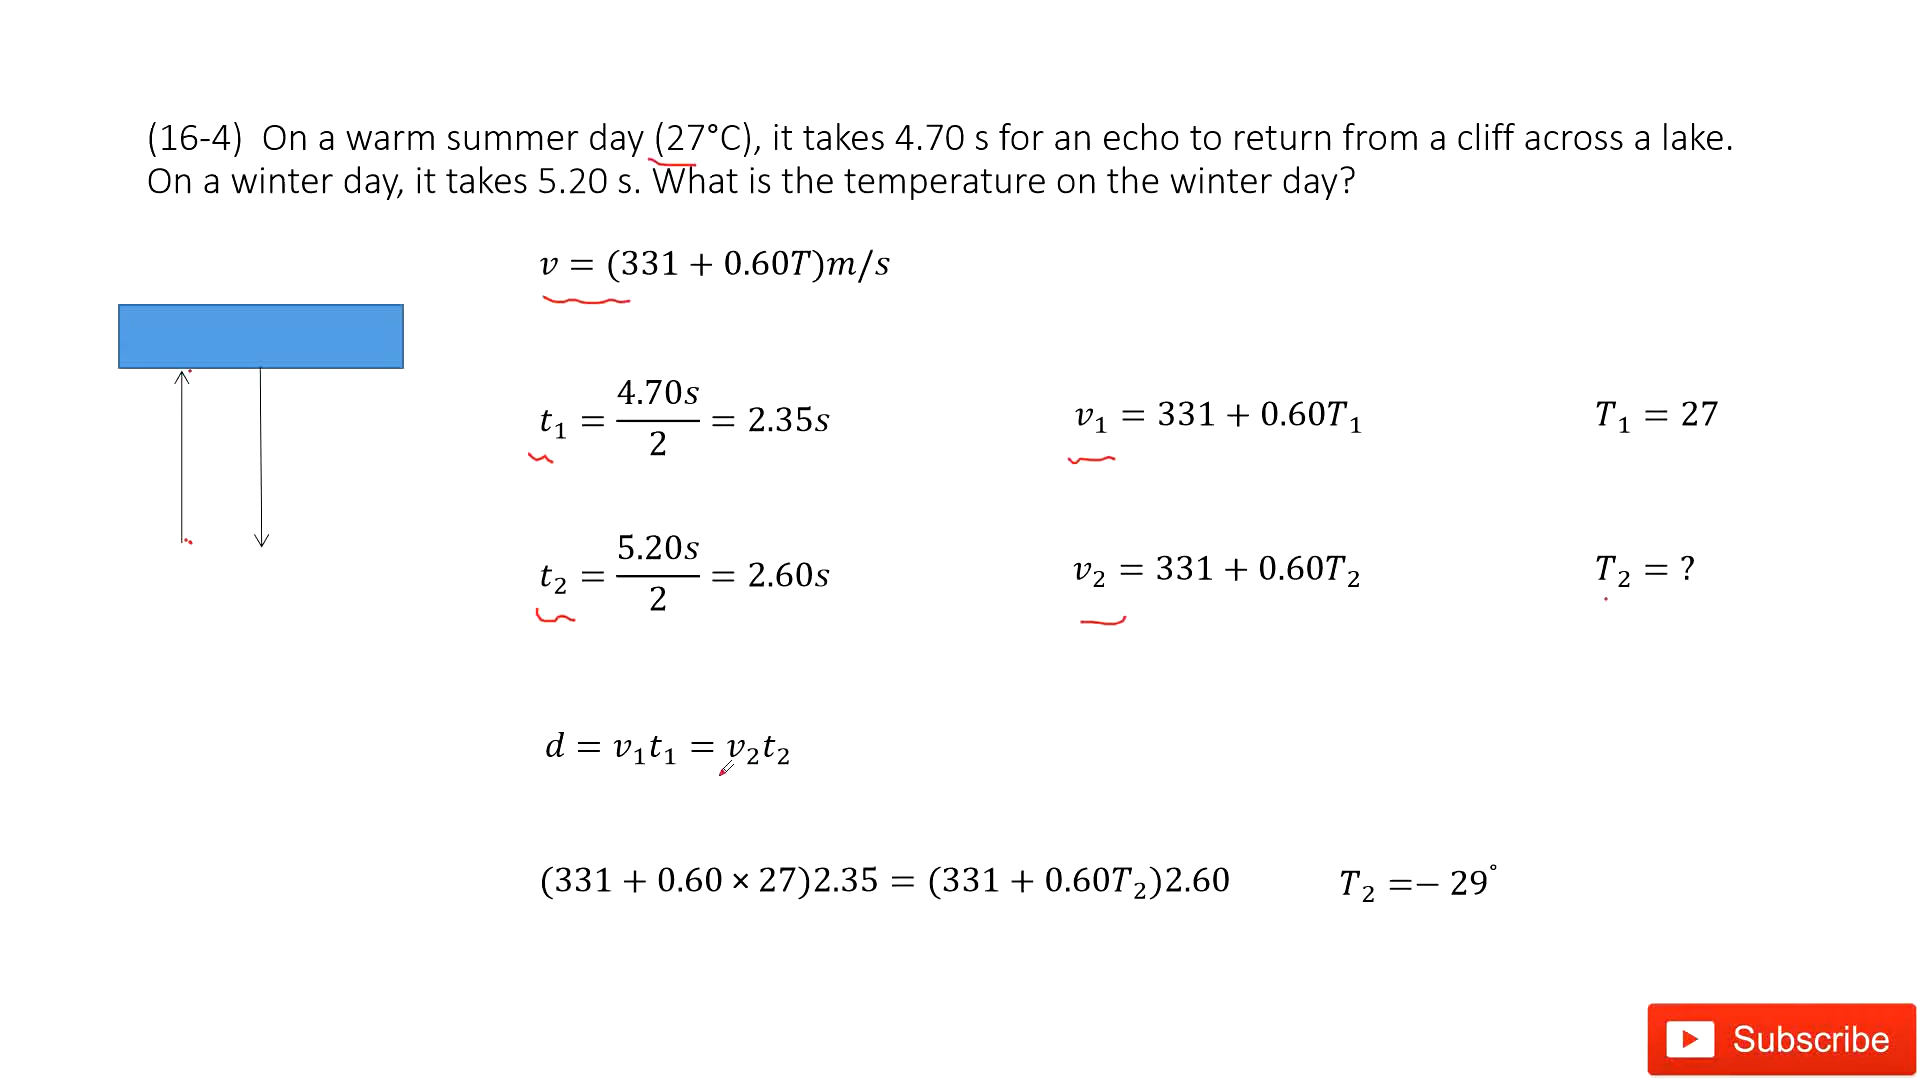 (16-4) On a warm summer day (27°C), it takes 4.70 s for an echo to return from a cliff across a lake.
On a winter day, it takes 5.20 s. What is the temperature on the winter day?
v = (331 + 0.60T)m/s
t₁ = 4.70s/2 = 2.35s
v₁ = 331 + 0.60T₁
T₁ = 27
t₂ = 5.20s/2 = 2.60s
v₂ = 331 + 0.60T₂
T₂ = ?
d = v₁t₁ = v₂t₂
(331 + 0.60 × 27)2.35 = (331 + 0.60T₂)2.60
T₂ =− 29°
Subscribe